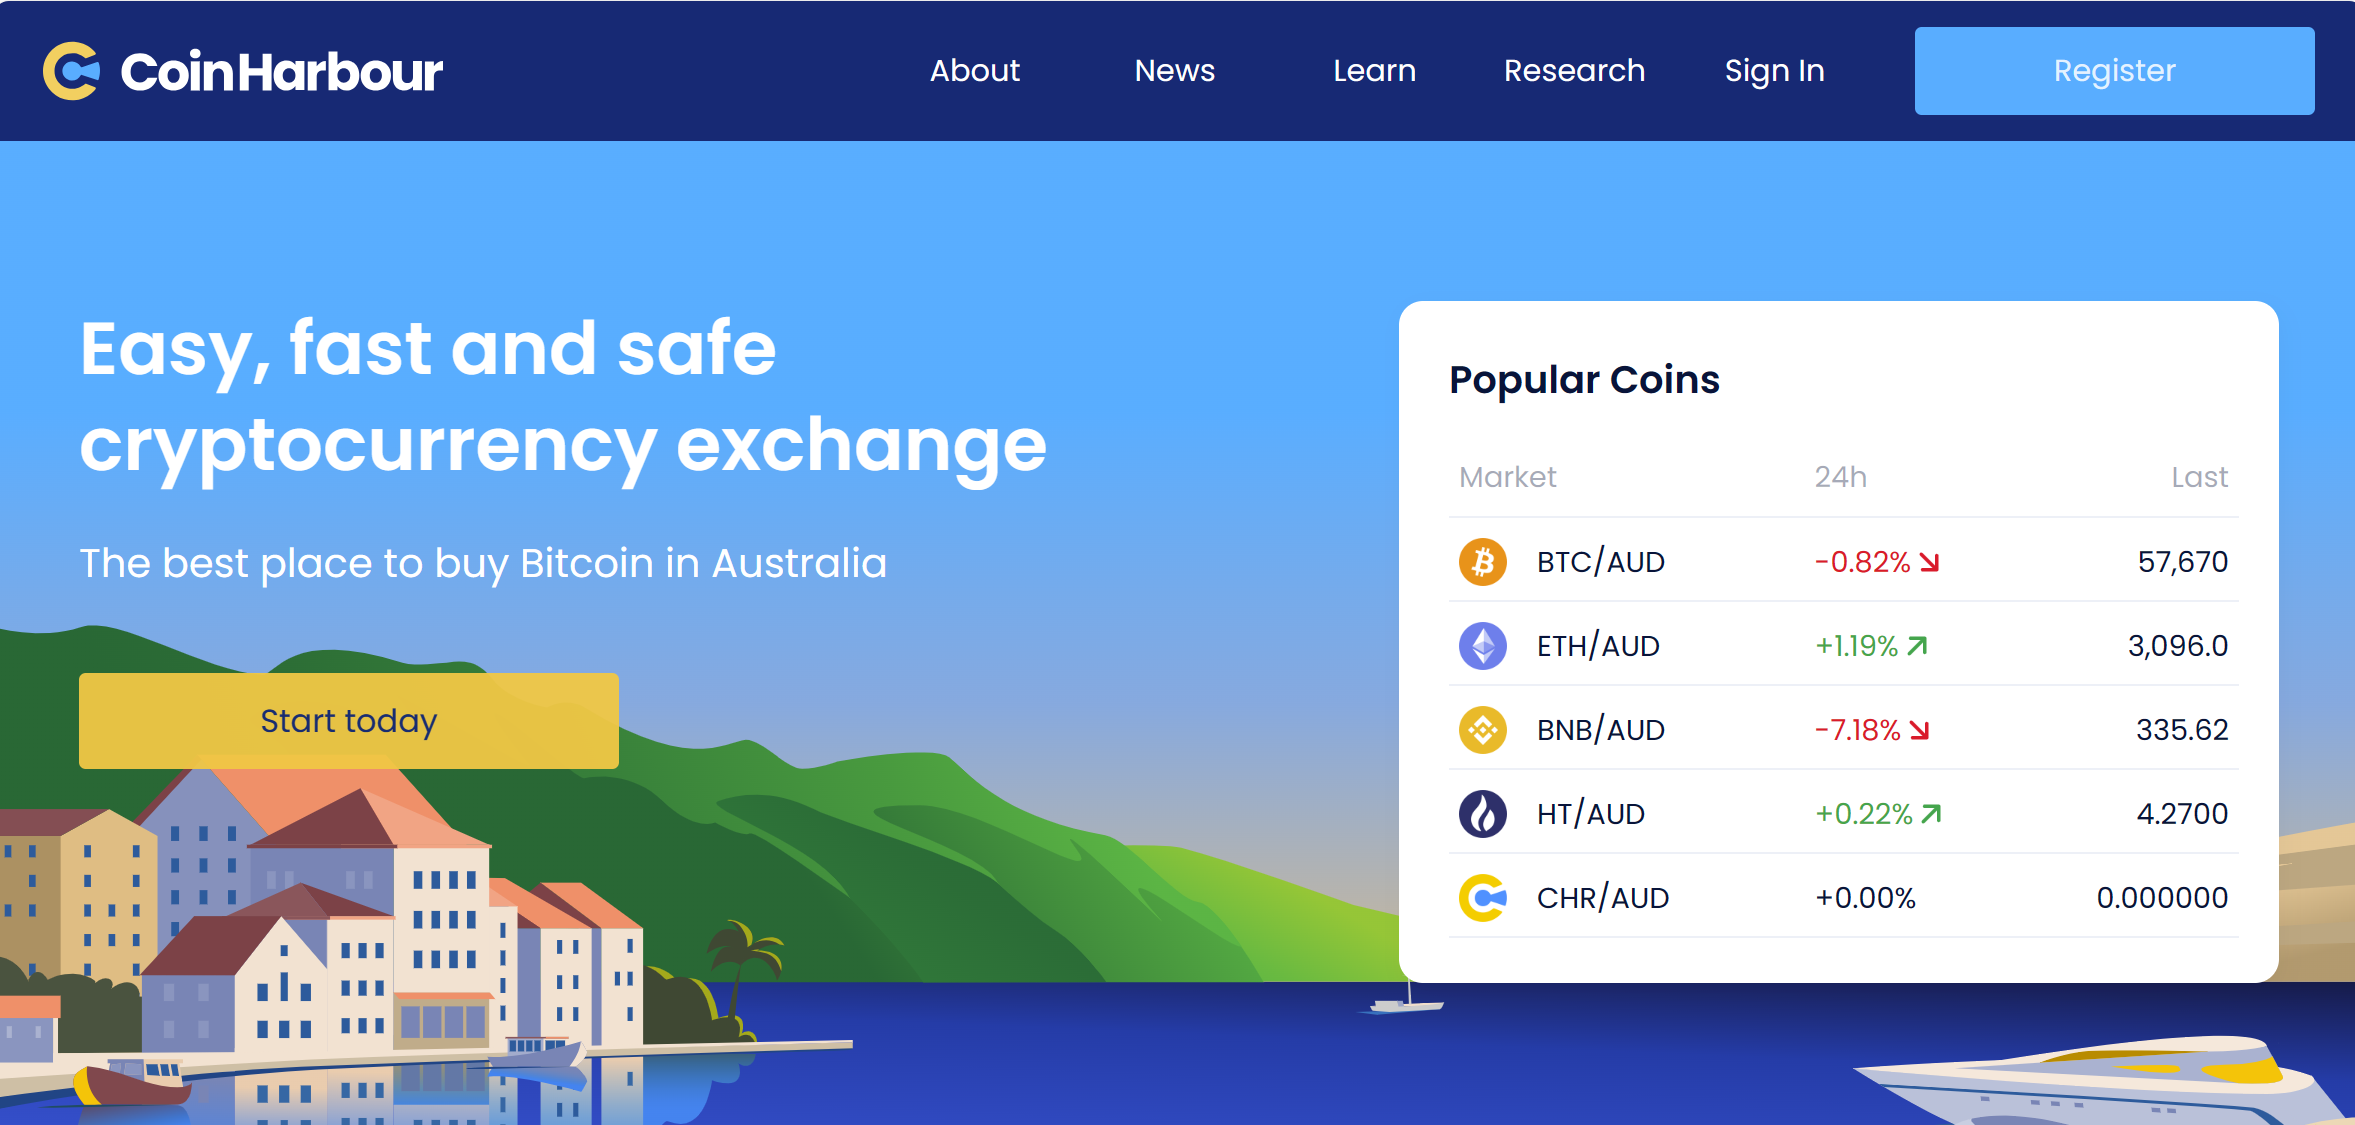 CoinHarbour
About News Learn Research Sign In Register
Easy, fast and safe
cryptocurrency exchange
The best place to buy Bitcoin in Australia
Start today
Popular Coins
Market 24h Last
BTC/AUD -0.82% 57,670
ETH/AUD +1.19% 3,096.0
BNB/AUD -7.18% 335.62
HT/AUD +0.22% 4.2700
CHR/AUD +0.00% 0.000000